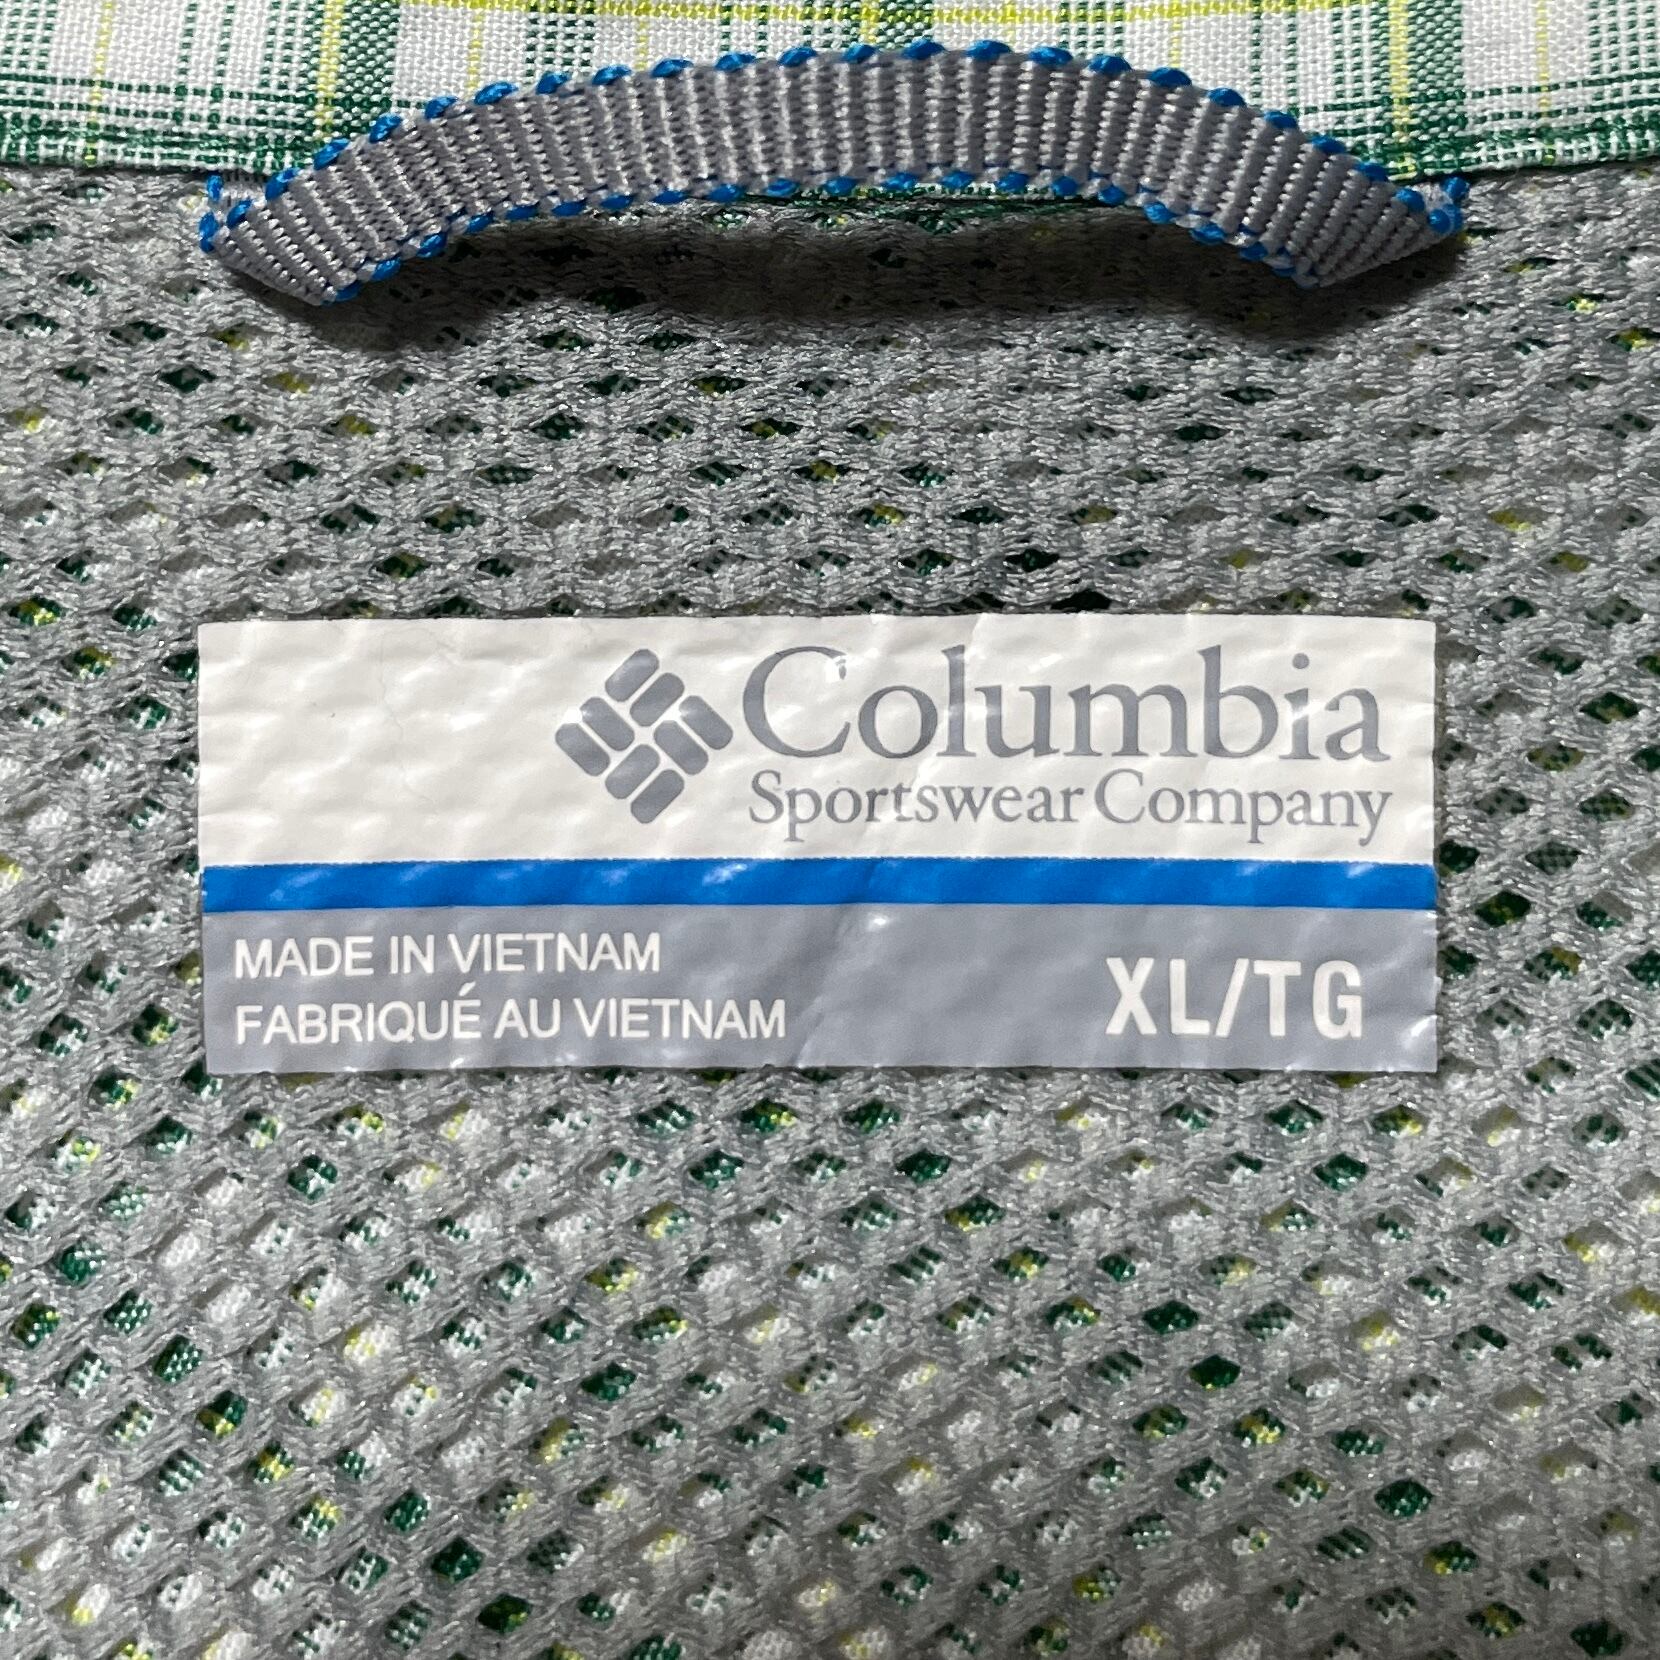 Columbia
Sportswear Company
MADE IN VIETNAM
FABRIQUÉ AU VIETNAM
XL/TG